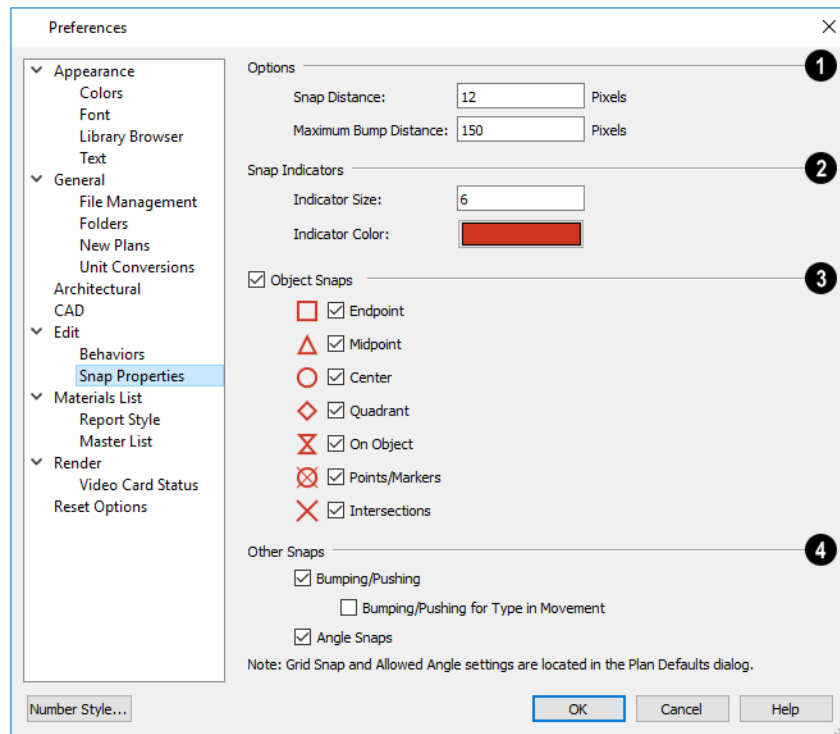 Preferences
Appearance
Colors
Font
Library Browser
Text
General
File Management
Folders
New Plans
Unit Conversions
Architectural
CAD
Edit
Behaviors
Snap Properties
Materials List
Report Style
Master List
Render
Video Card Status
Reset Options
Options 1
Snap Distance: 12 Pixels
Maximum Bump Distance: 150 Pixels
Snap Indicators 2
Indicator Size: 6
Indicator Color:
Object Snaps 3
Endpoint
Midpoint
Center
Quadrant
On Object
Points/Markers
Intersections
Other Snaps 4
Bumping/Pushing
Bumping/Pushing for Type in Movement
Angle Snaps
Note: Grid Snap and Allowed Angle settings are located in the Plan Defaults dialog.
Number Style... OK Cancel Help